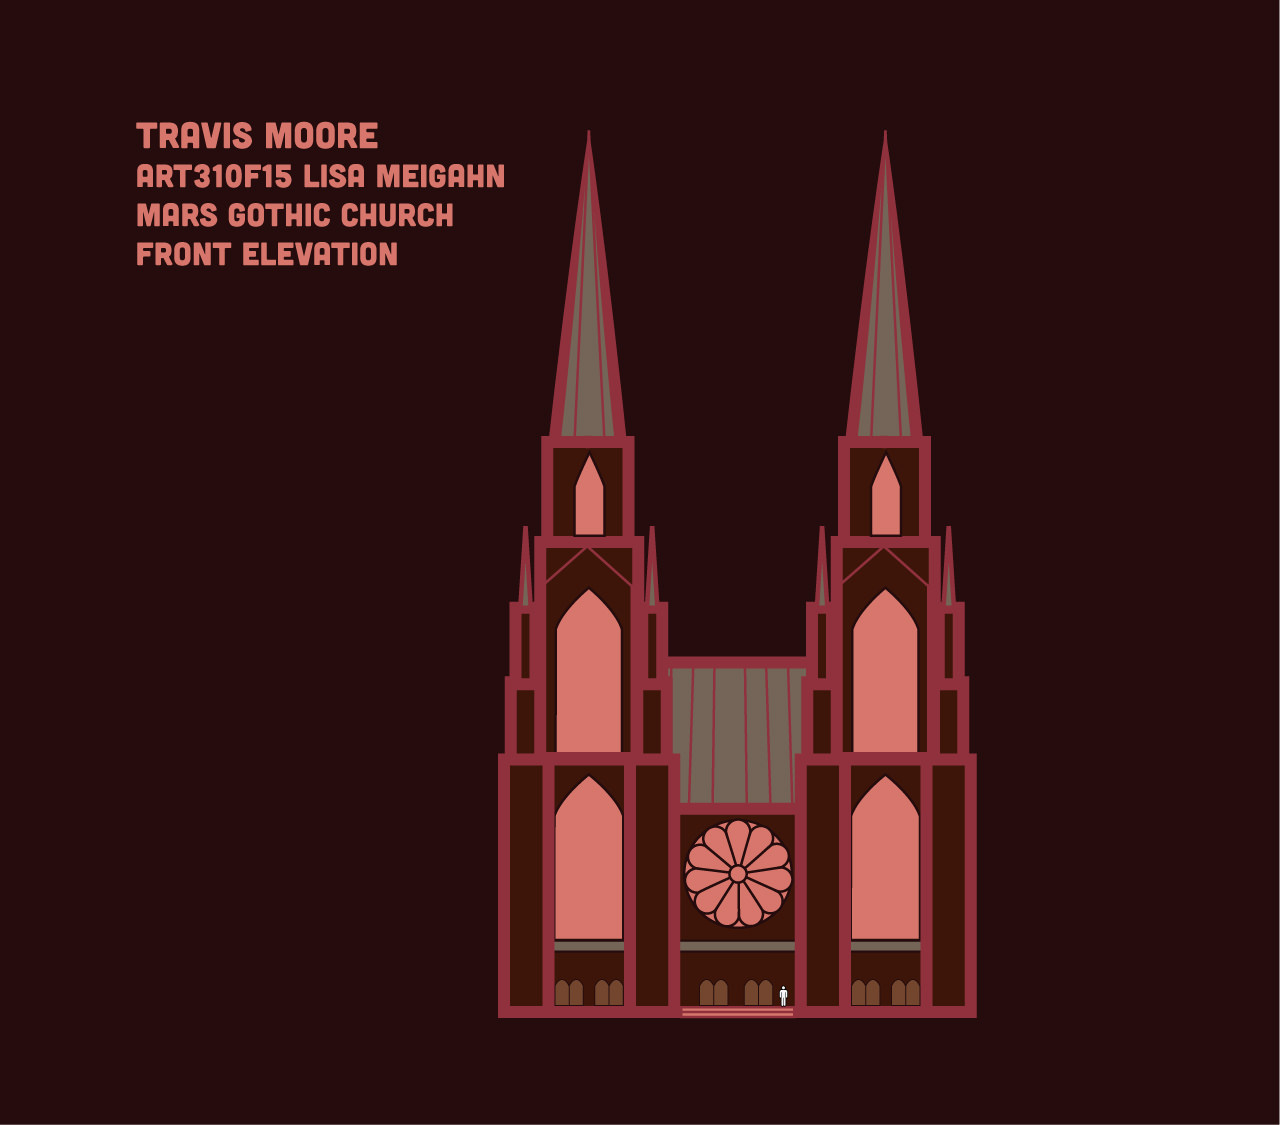 TRAVIS MOORE
ART310F15 LISA MEIGAHN
MARS GOTHIC CHURCH
FRONT ELEVATION